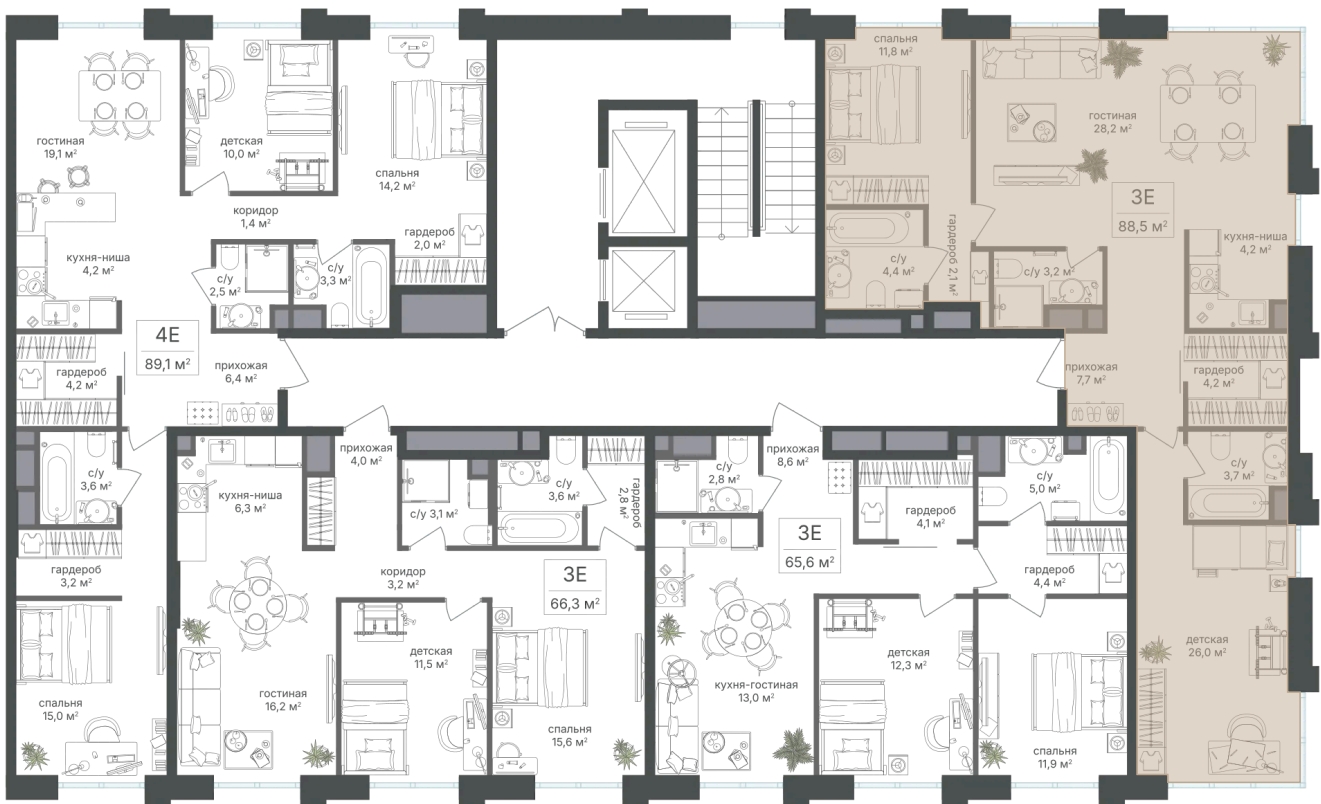 гостиная
19,1 м²
детская
10,0 м²
спальня
14,2 м²
коридор
1,4 м²
гардероб
2,0 м²
кухня-ниша
4,2 м²
с/у
2,5 м²
с/у
3,3 м²
4Е
89,1 м²
гардероб
4,2 м²
прихожая
6,4 м²
с/у
3,6 м²
гардероб
3,2 м²
спальня
15,0 м²
кухня-ниша
6,3 м²
прихожая
4,0 м²
с/у 3,1 м²
с/у
3,6 м²
гардероб
2,8 м²
коридор
3,2 м²
3Е
66,3 м²
гостиная
16,2 м²
детская
11,5 м²
спальня
15,6 м²
с/у
2,8 м²
прихожая
8,6 м²
3Е
65,6 м²
гардероб
4,1 м²
с/у
5,0 м²
гардероб
4,4 м²
кухня-гостиная
13,0 м²
детская
12,3 м²
спальня
11,9 м²
спальня
11,8 м²
гостиная
28,2 м²
3Е
88,5 м²
с/у
4,4 м²
гардероб 2,1 м²
с/у 3,2 м²
кухня-ниша
4,2 м²
прихожая
7,7 м²
гардероб
4,2 м²
с/у
3,7 м²
детская
26,0 м²